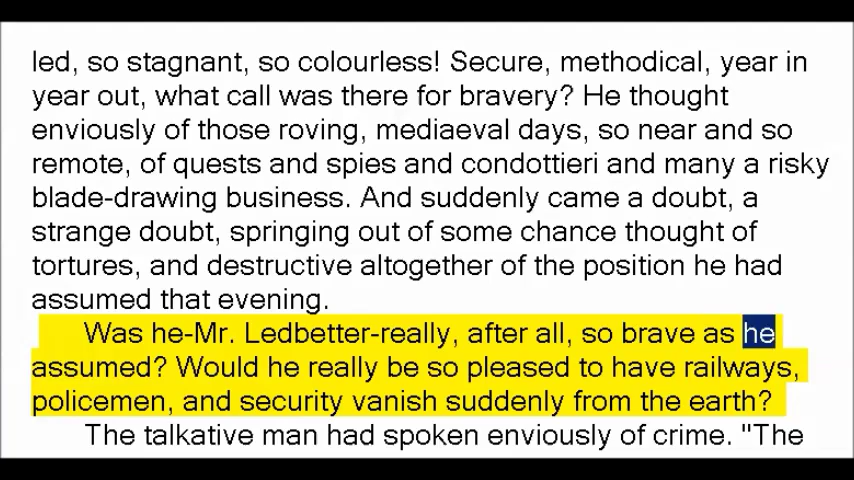 led, so stagnant, so colourless! Secure, methodical, year in
year out, what call was there for bravery? He thought
enviously of those roving, mediaeval days, so near and so
remote, of quests and spies and condottieri and many a risky
blade-drawing business. And suddenly came a doubt, a
strange doubt, springing out of some chance thought of
tortures, and destructive altogether of the position he had
assumed that evening.
Was he-Mr. Ledbetter-really, after all, so brave as he
assumed? Would he really be so pleased to have railways,
policemen, and security vanish suddenly from the earth?
The talkative man had spoken enviously of crime. "The